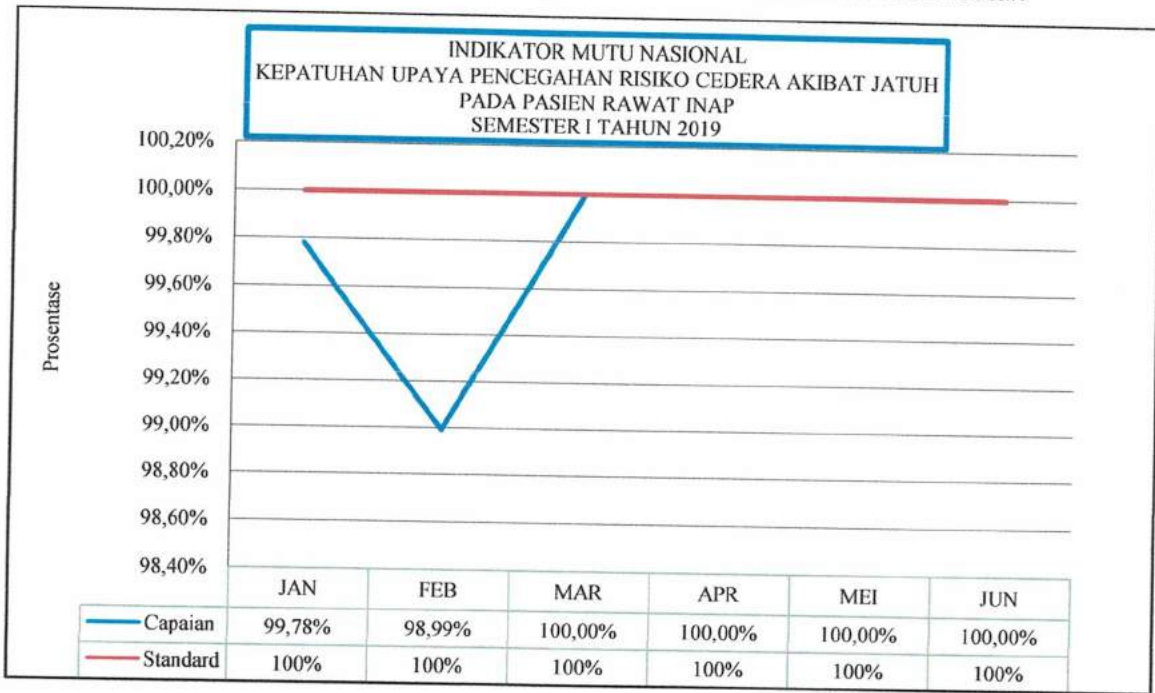 INDIKATOR MUTU NASIONAL
KEPATUHAN UPAYA PENCEGAHAN RISIKO CEDERA AKIBAT JATUH
PADA PASIEN RAWAT INAP
SEMESTER I TAHUN 2019
Prosentase
100,20%
100,00%
99,80%
99,60%
99,40%
99,20%
99,00%
98,80%
98,60%
98,40%
JAN FEB MAR APR MEI JUN
Capaian 99,78% 98,99% 100,00% 100,00% 100,00% 100,00%
Standard 100% 100% 100% 100% 100% 100%